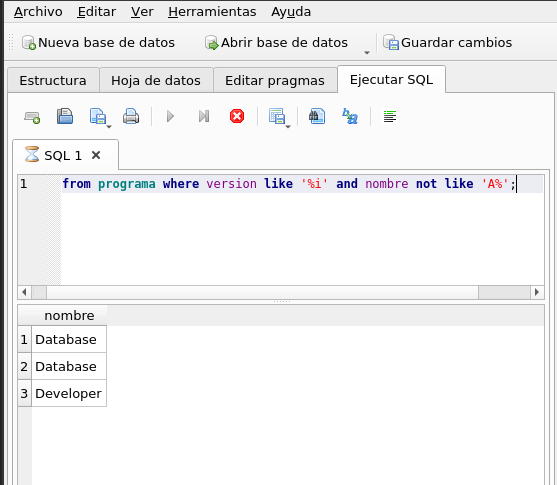 Archivo Editar Ver Herramientas Ayuda
Nueva base de datos Abrir base de datos Guardar cambios
Estructura Hoja de datos Editar pragmas Ejecutar SQL
SQL 1
1 from programa where version like '%i' and nombre not like 'A%';
nombre
1 Database
2 Database
3 Developer